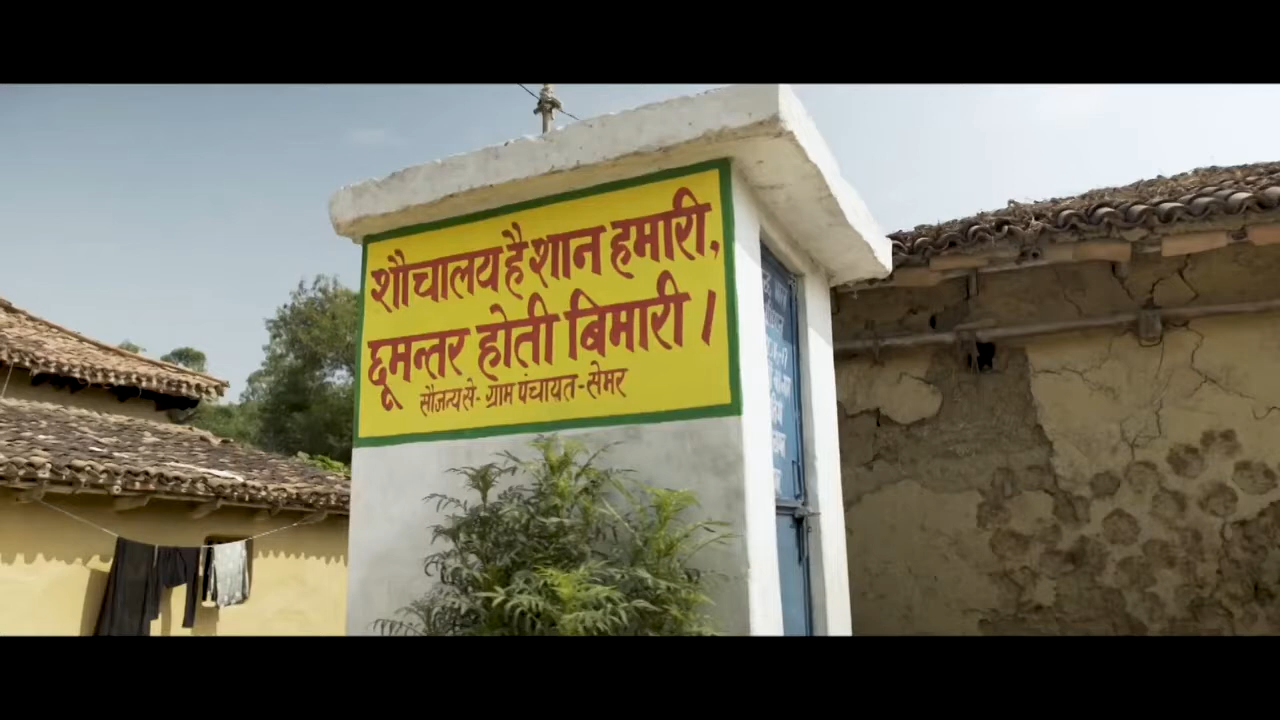 शौचालय है शान हमारी,
छूमन्तर होती बिमारी।
सौजन्य से- ग्राम पंचायत-सेमर